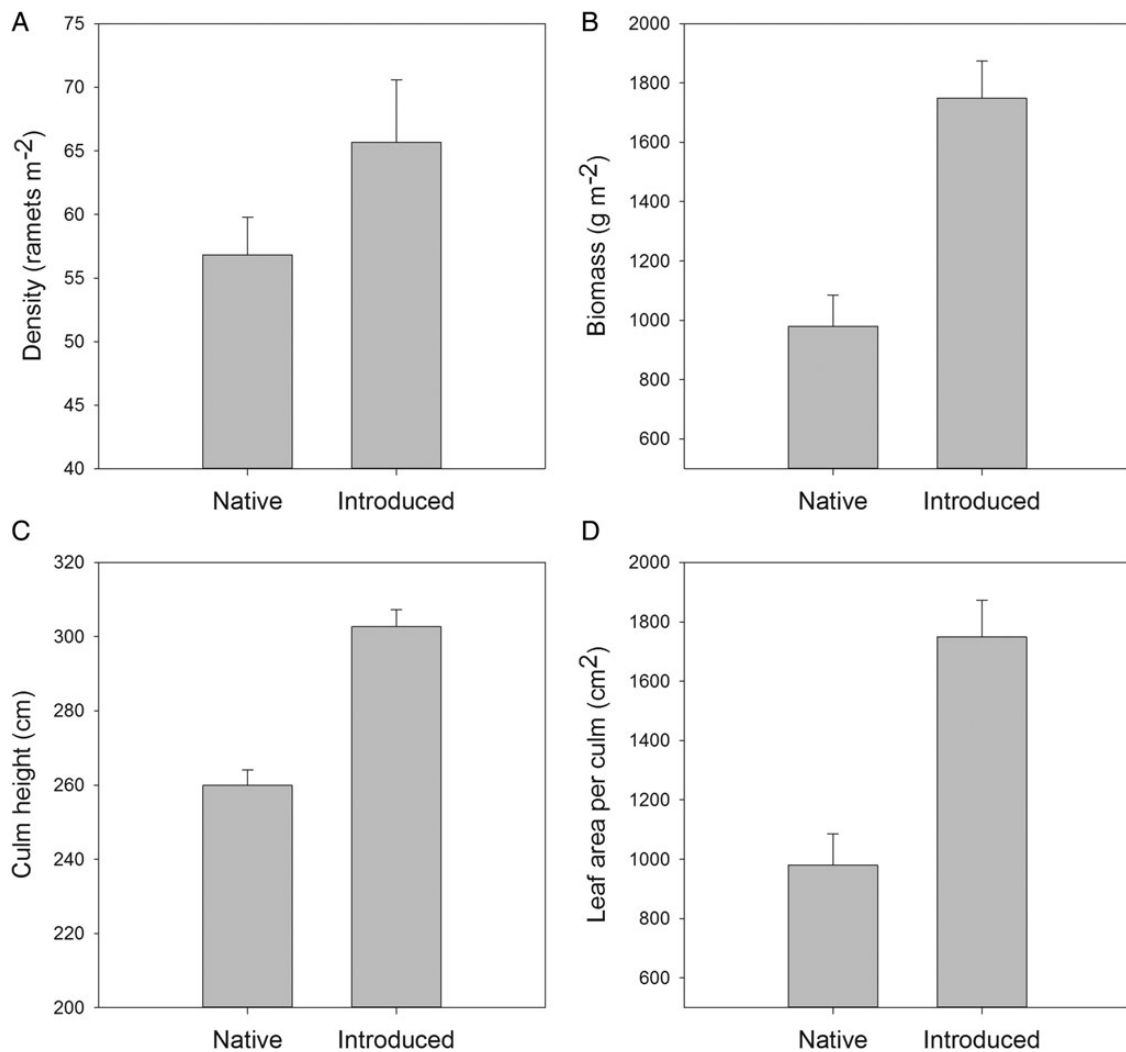 A
Density (ramets m-2)
75
70
65
60
55
50
45
40
Native Introduced
B
Biomass (g m-2)
2000
1800
1600
1400
1200
1000
800
600
Native Introduced
C
Culm height (cm)
320
300
280
260
240
220
200
Native Introduced
D
Leaf area per culm (cm2)
2000
1800
1600
1400
1200
1000
800
600
Native Introduced